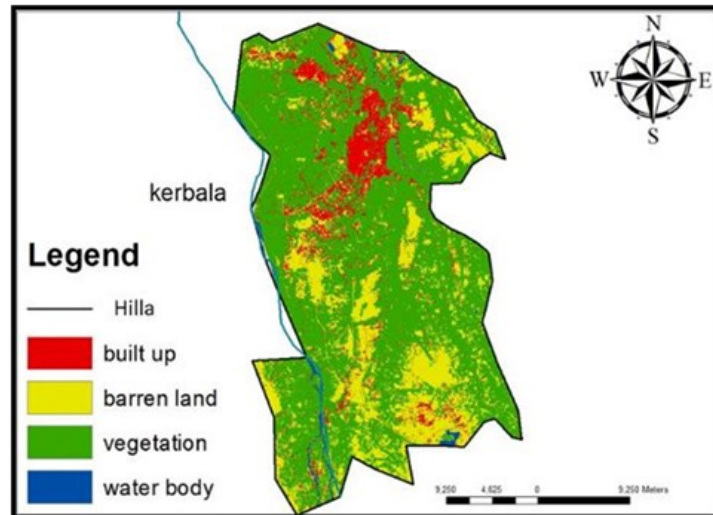 N
W E
S
kerbala
Legend
Hilla
built up
barren land
vegetation
water body
9,250 4,625 0 9,250 Meters